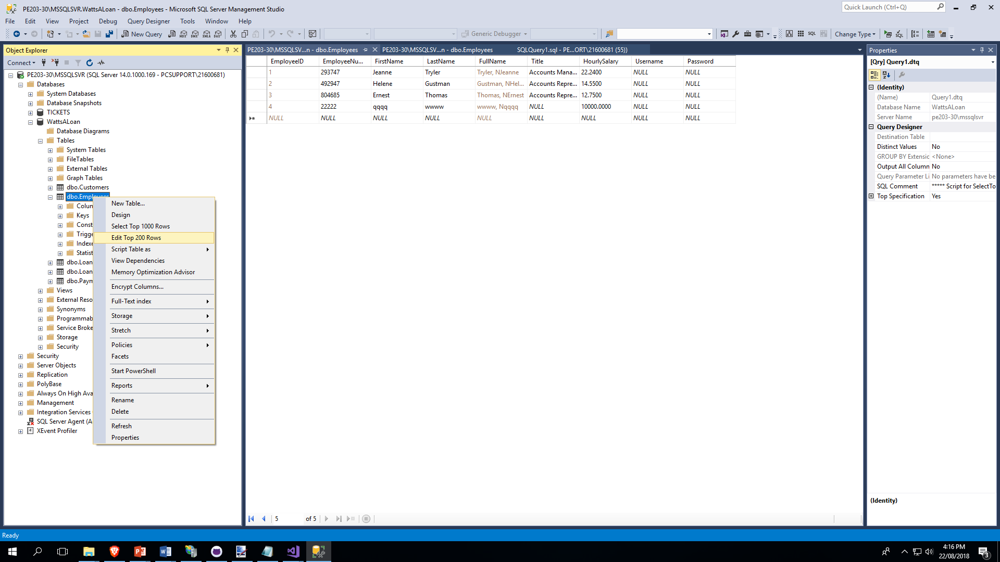 PE203-30\MSSQLSVR.WattsALoan - dbo.Employees - Microsoft SQL Server Management Studio
Quick Launch (Ctrl+Q)
File Edit View Project Debug Query Designer Tools Window Help
New Query MDX DMX XMLA DAX Generic Debugger SQL Change Type
Object Explorer
Connect
PE203-30\MSSQLSVR (SQL Server 14.0.1000.169 - PCSUPPORT\21600681)
Databases
System Databases
Database Snapshots
TICKETS
WattsALoan
Database Diagrams
Tables
System Tables
FileTables
External Tables
Graph Tables
dbo.Customers
dbo.Employees
Colun
Keys
Const
Trigge
Indexe
Statist
dbo.Loan
dbo.Loan
dbo.Paym
Views
External Reso
Synonyms
Programmab
Service Broke
Storage
Security
Security
Server Objects
Replication
PolyBase
Always On High Ava
Management
Integration Services
SQL Server Agent (A
XEvent Profiler
New Table...
Design
Select Top 1000 Rows
Edit Top 200 Rows
Script Table as
View Dependencies
Memory Optimization Advisor
Encrypt Columns...
Full-Text index
Storage
Stretch
Policies
Facets
Start PowerShell
Reports
Rename
Delete
Refresh
Properties
PE203-30\MSSQLSV...n - dbo.Employees PE203-30\MSSQLSV...n - dbo.Employees SQLQuery1.sql - PE...ORT\21600681 (55))
EmployeeID EmployeeNu... FirstName LastName FullName Title HourlySalary Username Password
1 293747 Jeanne Tryler Tryler, NJeanne Accounts Mana... 22.2400 NULL NULL
2 492947 Helene Gustman Gustman, NHel... Accounts Repre... 14.5500 NULL NULL
3 804685 Ernest Thomas Thomas, NErnest Accounts Repre... 12.7500 NULL NULL
4 22222 qqqq wwww wwww, Nqqqq NULL 10000.0000 NULL NULL
NULL NULL NULL NULL NULL NULL NULL NULL NULL
5 of 5
Properties
[Qry] Query1.dtq
(Identity)
(Name) Query1.dtq
Database Name WattsALoan
Server Name pe203-30\mssqlsvr
Query Designer
Destination Table
Distinct Values No
GROUP BY Extensic <None>
Output All Column No
Query Parameter Li No parameters have be
SQL Comment ***** Script for SelectTo
Top Specification Yes
(Identity)
Ready
4:16 PM
22/08/2018
3